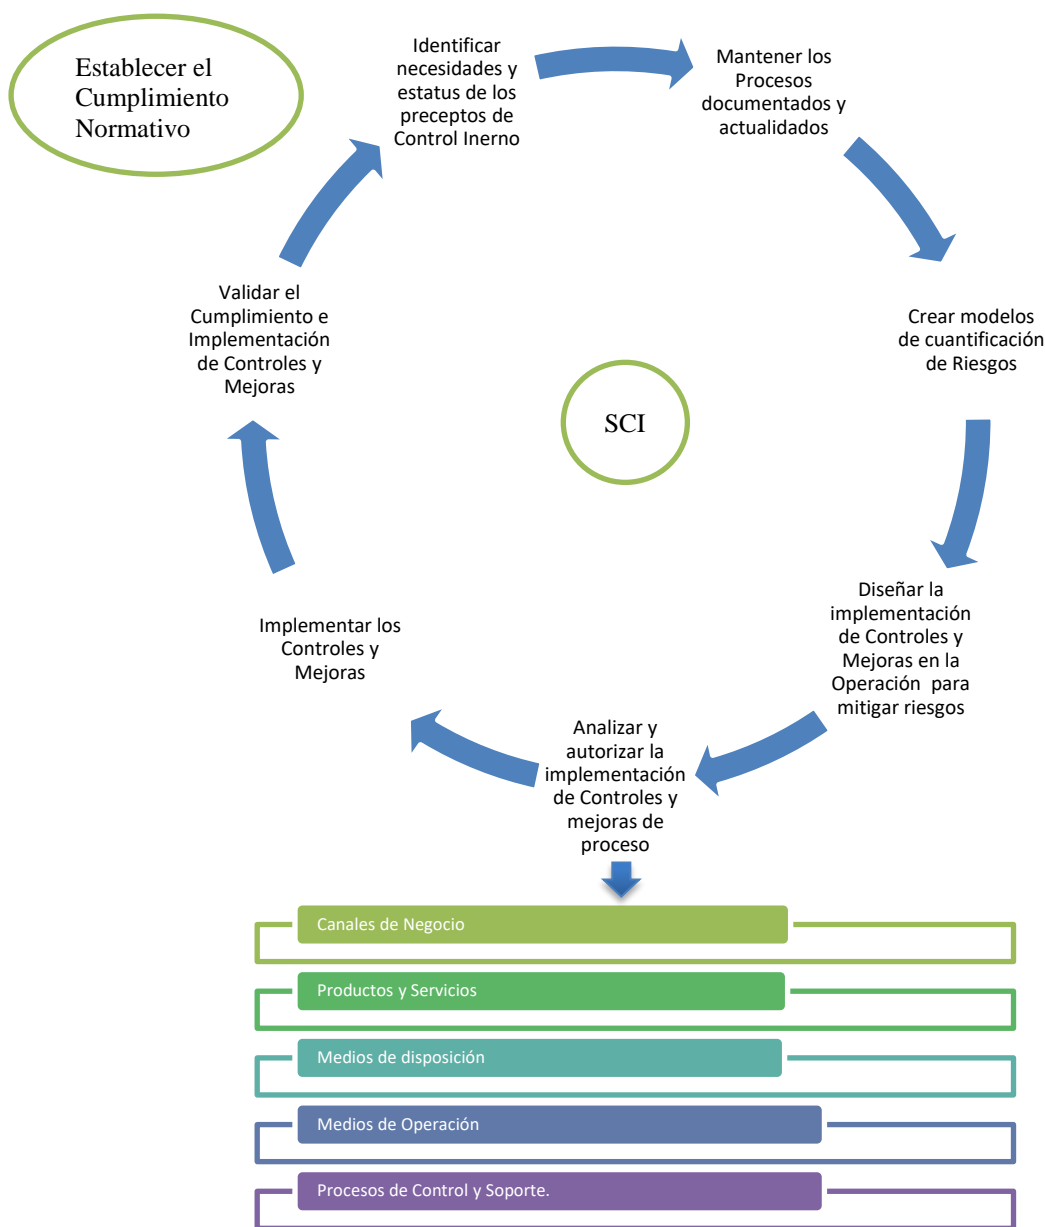 Establecer el
Cumplimiento
Normativo
Identificar
necesidades y
estatus de los
preceptos de
Control Inerno
Mantener los
Procesos
documentados y
actualidados
Crear modelos
de cuantificación
de Riesgos
Diseñar la
implementación
de Controles y
Mejoras en la
Operación  para
mitigar riesgos
Analizar y
autorizar la
implementación
de Controles y
mejoras de
proceso
Implementar los
Controles y
Mejoras
Validar el
Cumplimiento e
Implementación
de Controles y
Mejoras
SCI
Canales de Negocio
Productos y Servicios
Medios de disposición
Medios de Operación
Procesos de Control y Soporte.